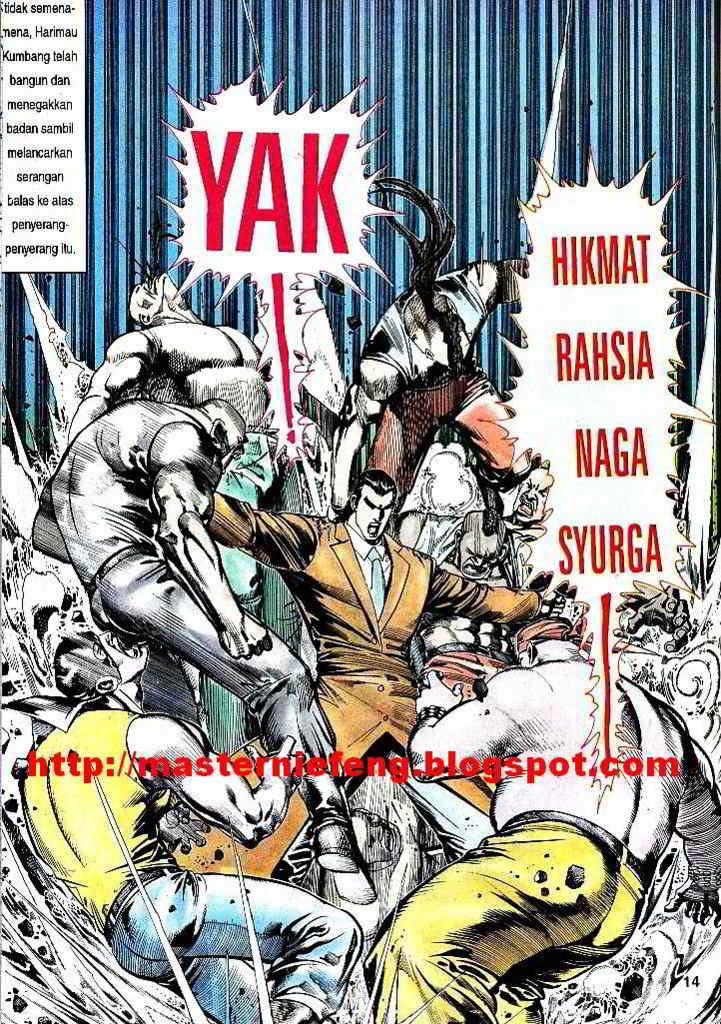 tidak semena-
mena, Harimau
Kumbang telah
bangun dan
menegakkan
badan sambil
melancarkan
serangan
balas ke atas
penyerang-
penyerang itu.
YAK
!
HIKMAT
RAHSIA
NAGA
SYURGA
!
http://masterniefeng.blogspot.com
14